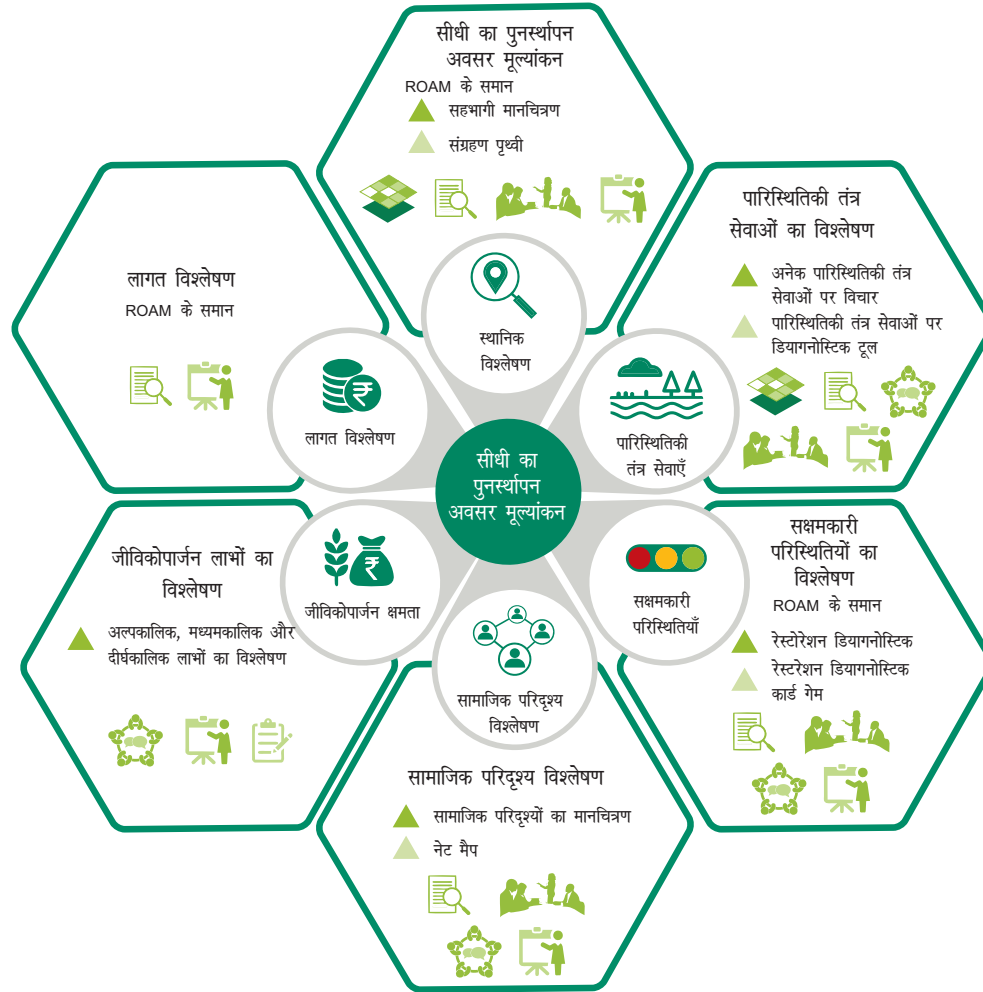 सीधी का पुनर्स्थापन
अवसर मूल्यांकन
ROAM के समान
सहभागी मानचित्रण
संग्रहण पृथ्वी
स्थानिक
विश्लेषण
पारिस्थितिकी तंत्र
सेवाओं का विश्लेषण
अनेक पारिस्थितिकी तंत्र
सेवाओं पर विचार
पारिस्थितिकी तंत्र सेवाओं पर
डियागनोस्टिक टूल
पारिस्थितिकी
तंत्र सेवाएँ
लागत विश्लेषण
ROAM के समान
लागत विश्लेषण
सीधी का
पुनर्स्थापन
अवसर मूल्यांकन
जीविकोपार्जन लाभों का
विश्लेषण
अल्पकालिक, मध्यमकालिक और
दीर्घकालिक लाभों का विश्लेषण
जीविकोपार्जन क्षमता
सक्षमकारी
परिस्थितियाँ
सक्षमकारी
परिस्थितियों का
विश्लेषण
ROAM के समान
रेस्टोरेशन डियागनोस्टिक
रेस्टरेशन डियागनोस्टिक
कार्ड गेम
सामाजिक परिदृश्य
विश्लेषण
सामाजिक परिदृश्य विश्लेषण
सामाजिक परिदृश्यों का मानचित्रण
नेट मैप